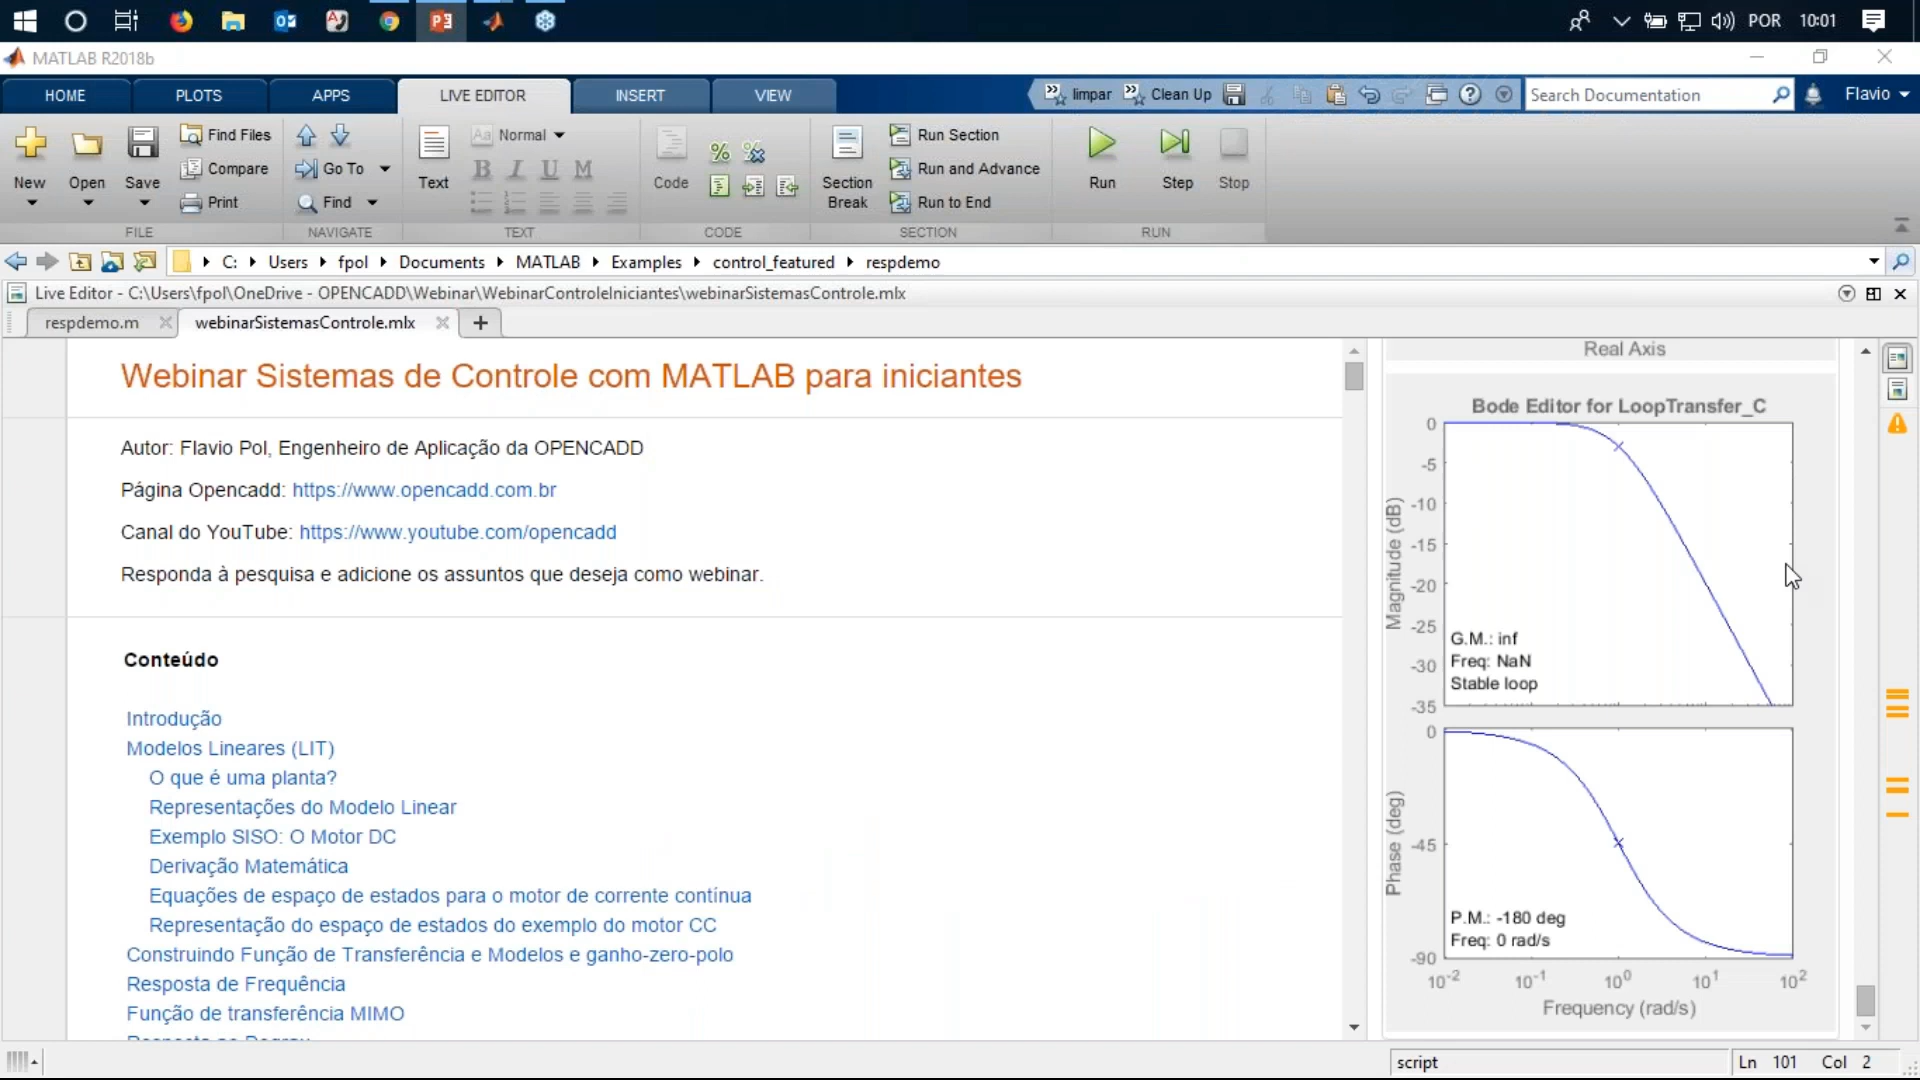 POR 10:01
MATLAB R2018b
HOME PLOTS APPS LIVE EDITOR INSERT VIEW limpar Clean Up Search Documentation Flavio
New Open Save Find Files Compare Print Go To Find Text Normal B I U M Code Section Break Run Section Run and Advance Run to End Run Step Stop
FILE NAVIGATE TEXT CODE SECTION RUN
C: Users fpol Documents MATLAB Examples control_featured respdemo
Live Editor - C:\Users\fpol\OneDrive - OPENCADD\Webinar\WebinarControleIniciantes\webinarSistemasControle.mlx
respdemo.m webinarSistemasControle.mlx
Webinar Sistemas de Controle com MATLAB para iniciantes
Autor: Flavio Pol, Engenheiro de Aplicação da OPENCADD
Página Opencadd: https://www.opencadd.com.br
Canal do YouTube: https://www.youtube.com/opencadd
Responda à pesquisa e adicione os assuntos que deseja como webinar.
Conteúdo
Introdução
Modelos Lineares (LIT)
O que é uma planta?
Representações do Modelo Linear
Exemplo SISO: O Motor DC
Derivação Matemática
Equações de espaço de estados para o motor de corrente contínua
Representação do espaço de estados do exemplo do motor CC
Construindo Função de Transferência e Modelos e ganho-zero-polo
Resposta de Frequência
Função de transferência MIMO
Real Axis
Bode Editor for LoopTransfer_C
Magnitude (dB)
0
-5
-10
-15
-20
-25
-30
-35
G.M.: inf
Freq: NaN
Stable loop
Phase (deg)
0
-45
-90
P.M.: -180 deg
Freq: 0 rad/s
10-2 10-1 100 101 102
Frequency (rad/s)
script Ln 101 Col 2